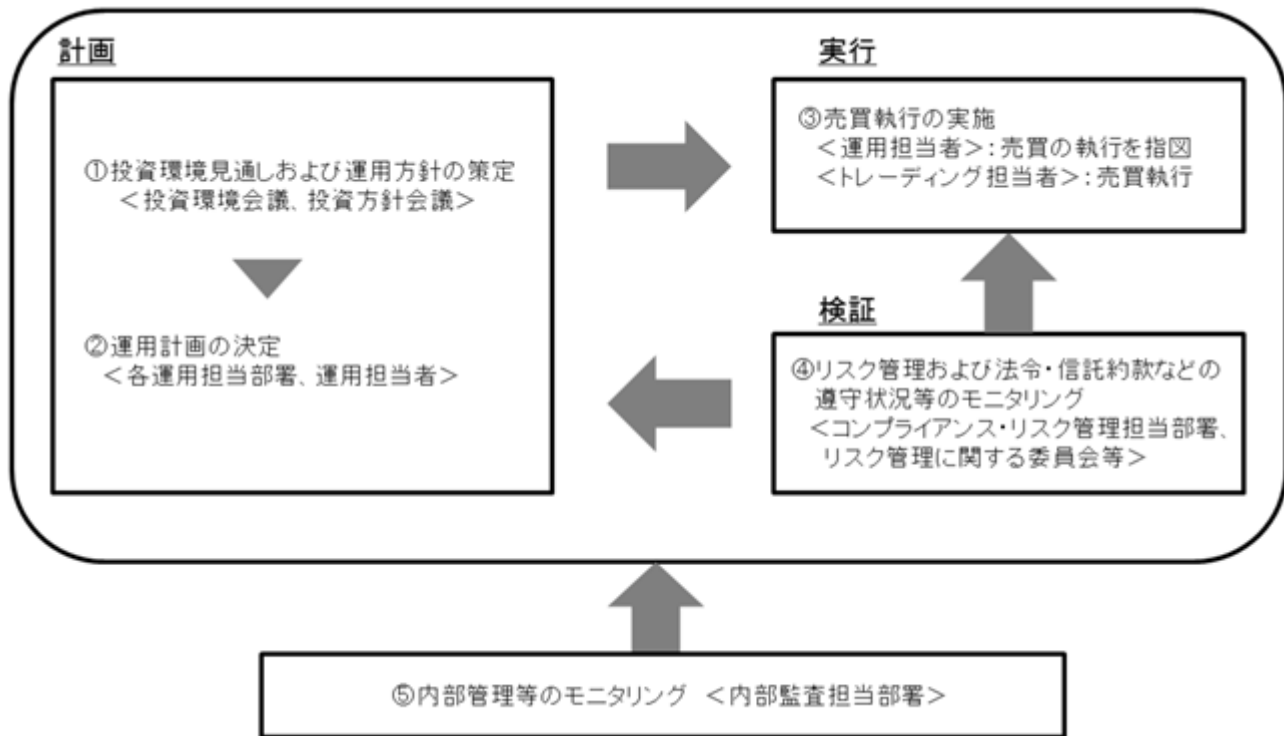 計画
①投資環境見通しおよび運用方針の策定
<投資環境会議、投資方針会議>
②運用計画の決定
<各運用担当部署、運用担当者>
実行
③売買執行の実施
<運用担当者>:売買の執行を指図
<トレーディング担当者>:売買執行
検証
④リスク管理および法令・信託約款などの
遵守状況等のモニタリング
<コンプライアンス・リスク管理担当部署、
リスク管理に関する委員会等>
⑤内部管理等のモニタリング <内部監査担当部署>